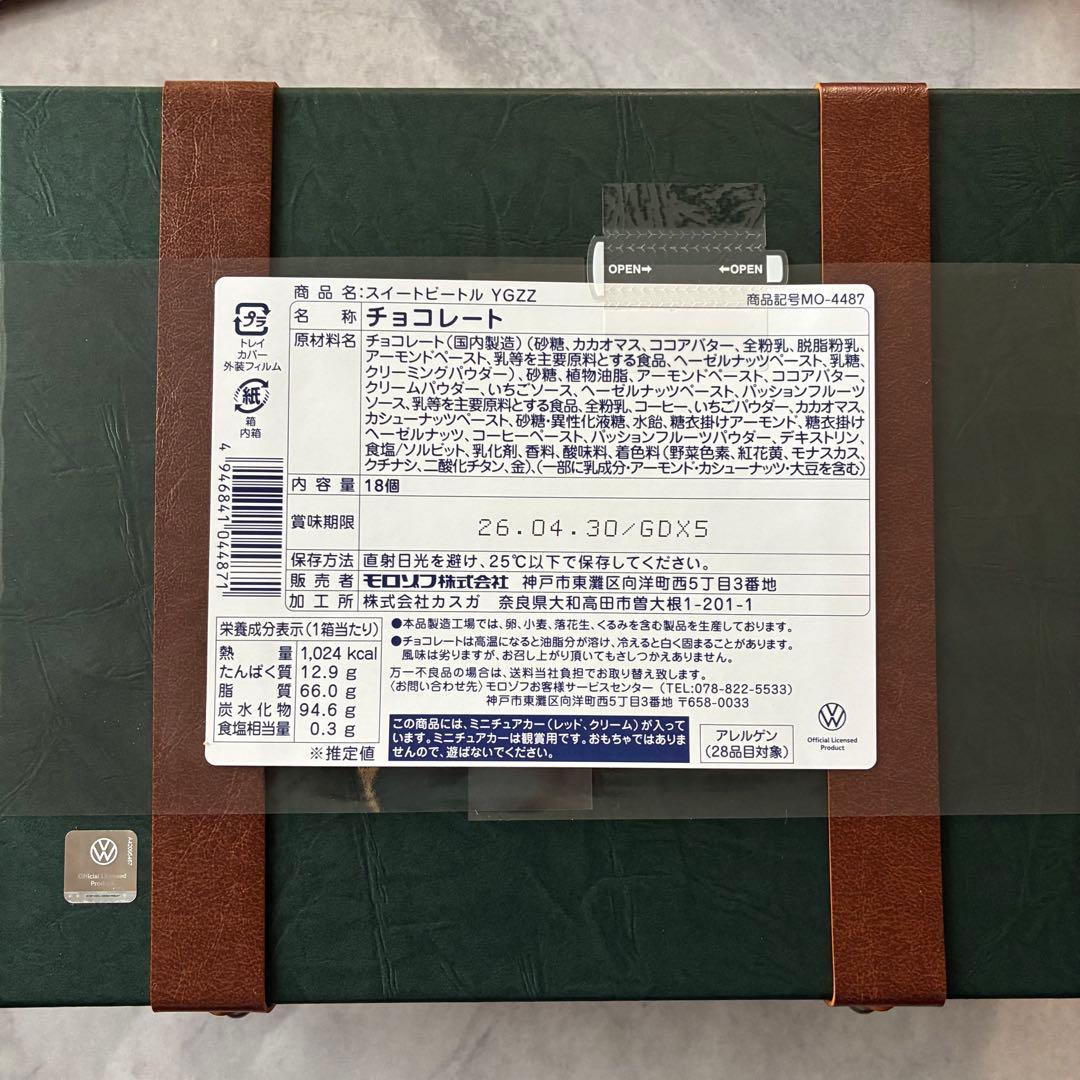 OPEN→ ←OPEN
商品名:スイートビートル YGZZ 商品記号MO-4487
プラ
トレイ
カバー
外装フィルム
紙
箱
内箱
4 946841 044871
名称 チョコレート
原材料名 チョコレート(国内製造)(砂糖、カカオマス、ココアバター、全粉乳、脱脂粉乳、
アーモンドペースト、乳等を主要原料とする食品、ヘーゼルナッツペースト、乳糖、
クリーミングパウダー)、砂糖、植物油脂、アーモンドペースト、ココアバター、
クリームパウダー、いちごソース、ヘーゼルナッツペースト、パッションフルーツ
ソース、乳等を主要原料とする食品、全粉乳、コーヒー、いちごパウダー、カカオマス、
カシューナッツペースト、砂糖・異性化液糖、水飴、糖衣掛けアーモンド、糖衣掛け
ヘーゼルナッツ、コーヒーペースト、パッションフルーツパウダー、デキストリン、
食塩/ソルビット、乳化剤、香料、酸味料、着色料(野菜色素、紅花黄、モナスカス、
クチナシ、二酸化チタン、金)、(一部に乳成分・アーモンド・カシューナッツ・大豆を含む)
内容量 18個
賞味期限 26.04.30/GDX5
保存方法 直射日光を避け、25℃以下で保存してください。
販売者 モロゾフ株式会社 神戸市東灘区向洋町西5丁目3番地
加工所 株式会社カスガ 奈良県大和高田市曽大根1-201-1
栄養成分表示(1箱当たり)
熱量 1,024 kcal
たんぱく質 12.9 g
脂質 66.0 g
炭水化物 94.6 g
食塩相当量 0.3 g
※推定値
●本品製造工場では、卵、小麦、落花生、くるみを含む製品を生産しております。
●チョコレートは高温になると油脂分が溶け、冷えると白く固まることがあります。
風味は劣りますが、お召し上がり頂いてもさしつかえありません。
万一不良品の場合は、送料当社負担でお取り替え致します。
〈お問い合わせ先〉モロゾフお客様サービスセンター(TEL:078-822-5533)
神戸市東灘区向洋町西5丁目3番地 〒658-0033
この商品には、ミニチュアカー(レッド、クリーム)が入って
います。ミニチュアカーは観賞用です。おもちゃではありま
せんので、遊ばないでください。
アレルゲン
(28品目対象)
Official Licensed
Product
Official Licensed
Product